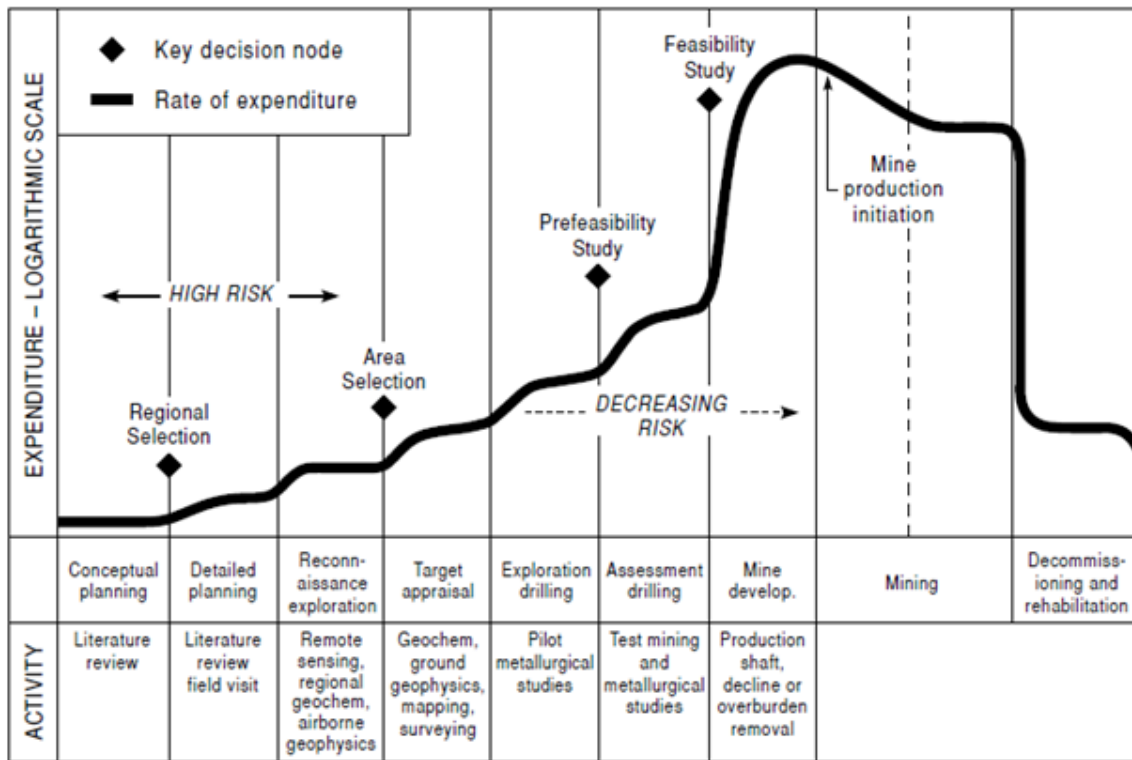 EXPENDITURE – LOGARITHMIC SCALE
Key decision node
Rate of expenditure
Feasibility
Study
Mine
production
initiation
Prefeasibility
Study
HIGH RISK
Area
Selection
DECREASING
RISK
Regional
Selection
Conceptual
planning
Detailed
planning
Reconn-
aissance
exploration
Target
appraisal
Exploration
drilling
Assessment
drilling
Mine
develop.
Mining
Decommiss-
ioning and
rehabilitation
ACTIVITY
Literature
review
Literature
review
field visit
Remote
sensing,
regional
geochem,
airborne
geophysics
Geochem,
ground
geophysics,
mapping,
surveying
Pilot
metallurgical
studies
Test mining
and
metallurgical
studies
Production
shaft,
decline or
overburden
removal